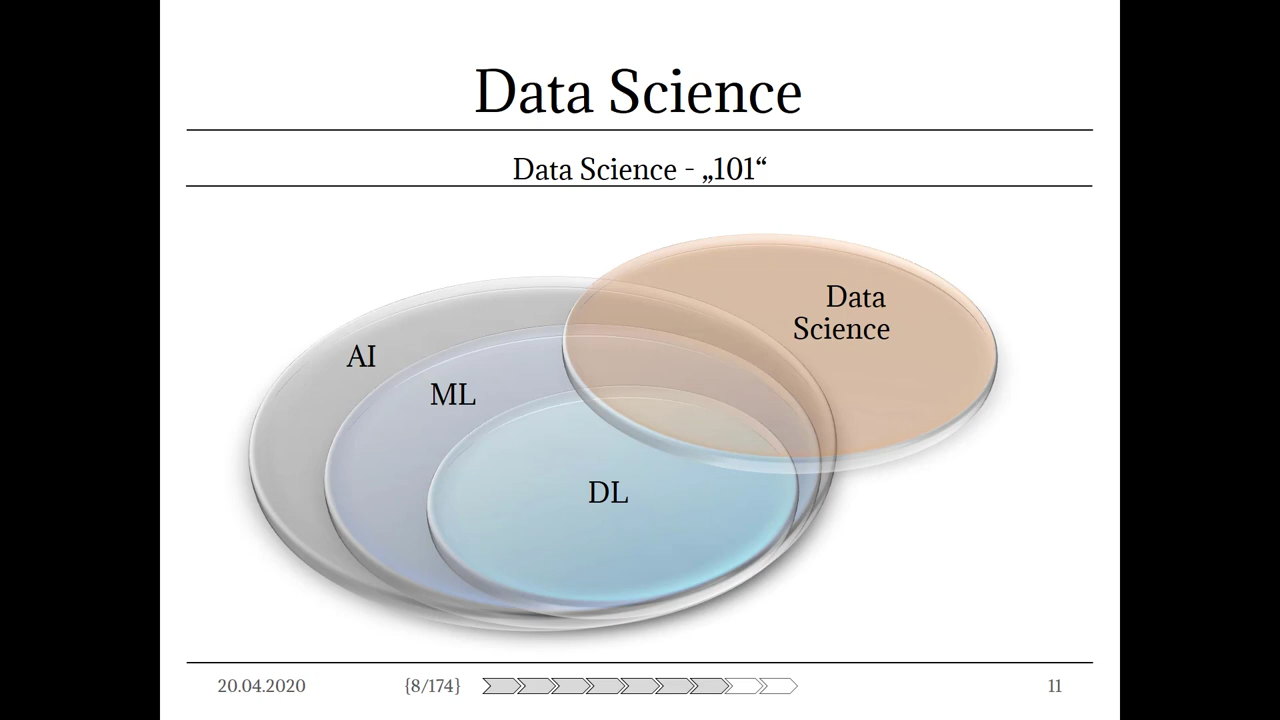 Data Science
Data Science - „101“
Data
Science
AI
ML
DL
20.04.2020
{8/174}
11